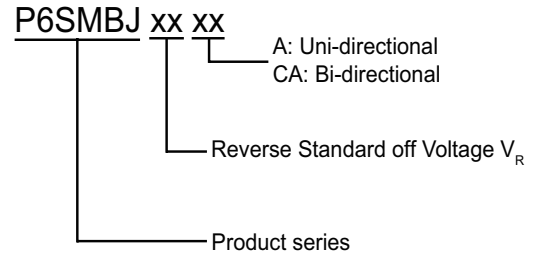 P6SMBJ xx xx
A: Uni-directional
CA: Bi-directional
Reverse Standard off Voltage VR
Product series